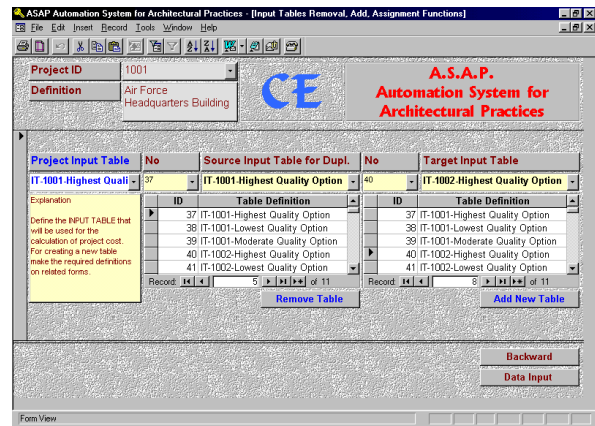 ASAP Automation System for Architectural Practices - [Input Tables Removal, Add, Assignment Functions]
File Edit Insert Record Tools Window Help
Project ID 1001
Definition Air Force
Headquarters Building
CE
A.S.A.P.
Automation System for
Architectural Practices
Project Input Table No Source Input Table for Dupl. No Target Input Table
IT-1001-Highest Quali 37 IT-1001-Highest Quality Option 40 IT-1002-Highest Quality Option
Explanation
Define the INPUT TABLE that
will be used for the
calculation of project cost.
For creating a new table
make the required definitions
on related forms.
ID Table Definition
37 IT-1001-Highest Quality Option
38 IT-1001-Lowest Quality Option
39 IT-1001-Moderate Quality Option
40 IT-1002-Highest Quality Option
41 IT-1002-Lowest Quality Option
Record: 5 of 11
Remove Table
ID Table Definition
37 IT-1001-Highest Quality Option
38 IT-1001-Lowest Quality Option
39 IT-1001-Moderate Quality Option
40 IT-1002-Highest Quality Option
41 IT-1002-Lowest Quality Option
Record: 8 of 11
Add New Table
Backward
Data Input
Form View